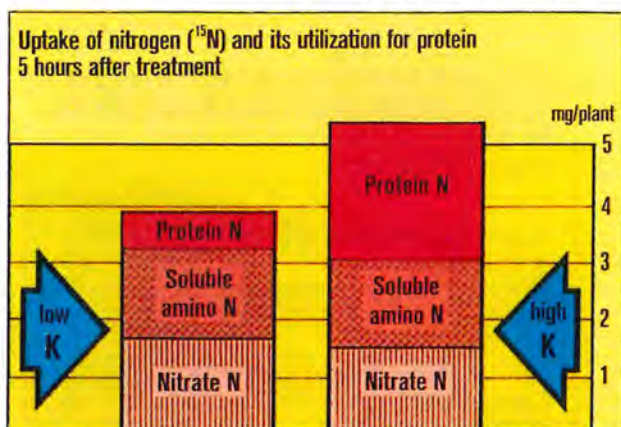 Uptake of nitrogen (¹⁵N) and its utilization for protein
5 hours after treatment
mg/plant
5
4
3
2
1
Protein N
Soluble
amino N
Nitrate N
Protein N
Soluble
amino N
Nitrate N
low
K
high
K